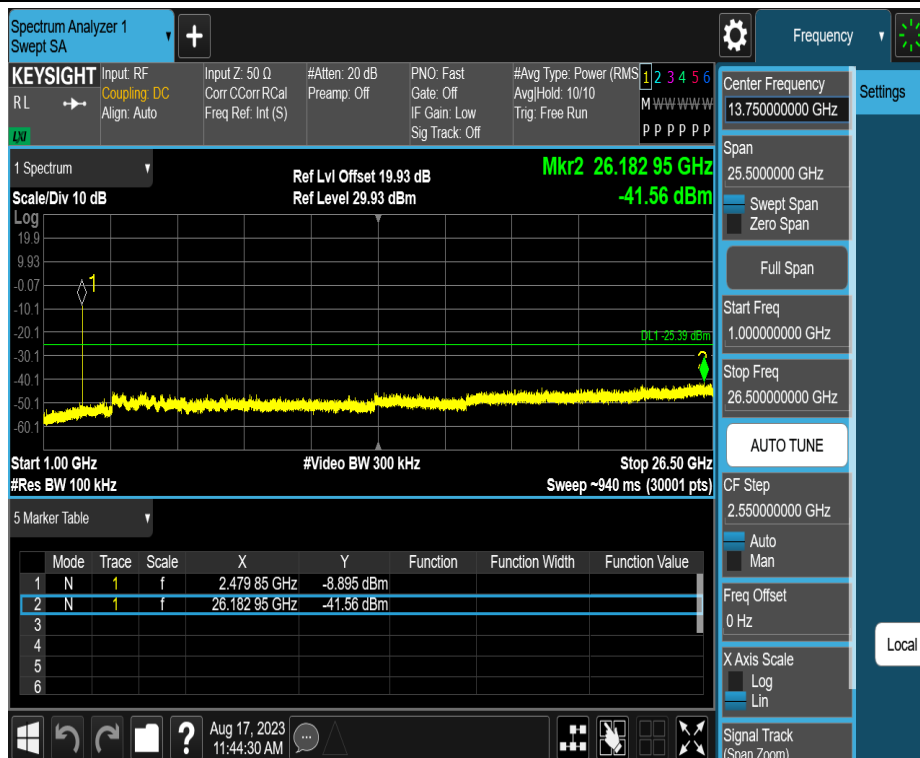 Spectrum Analyzer 1
Swept SA
+
Frequency
KEYSIGHT
RL
LXI
Input: RF
Coupling: DC
Align: Auto
Input Z: 50 Ω
Corr CCorr RCal
Freq Ref: Int (S)
#Atten: 20 dB
Preamp: Off
PNO: Fast
Gate: Off
IF Gain: Low
Sig Track: Off
#Avg Type: Power (RMS
Avg|Hold: 10/10
Trig: Free Run
1 2 3 4 5 6
M W W W W W
P P P P P P
1 Spectrum
Scale/Div 10 dB
Ref Lvl Offset 19.93 dB
Ref Level 29.93 dBm
Mkr2 26.182 95 GHz
-41.56 dBm
Log
19.9
9.93
-0.07
-10.1
-20.1
-30.1
-40.1
-50.1
-60.1
1
DL1 -25.39 dBm
Start 1.00 GHz
#Res BW 100 kHz
#Video BW 300 kHz
Stop 26.50 GHz
Sweep ~940 ms (30001 pts)
5 Marker Table
Mode Trace Scale X Y Function Function Width Function Value
1 N 1 f 2.479 85 GHz -8.895 dBm
2 N 1 f 26.182 95 GHz -41.56 dBm
3
4
5
6
?
Aug 17, 2023
11:44:30 AM
Center Frequency
13.750000000 GHz
Span
25.5000000 GHz
Swept Span
Zero Span
Full Span
Start Freq
1.000000000 GHz
Stop Freq
26.500000000 GHz
AUTO TUNE
CF Step
2.550000000 GHz
Auto
Man
Freq Offset
0 Hz
X Axis Scale
Log
Lin
Signal Track
(Span Zoom)
Settings
Local